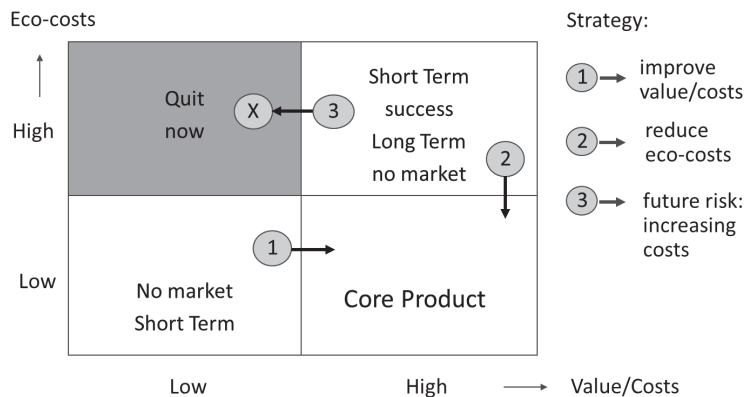 Eco-costs
High
Low
Quit
now
X
3
Short Term
success
Long Term
no market
2
1
No market
Short Term
Core Product
Low
High
Value/Costs
Strategy:
1
improve
value/costs
2
reduce
eco-costs
3
future risk:
increasing
costs